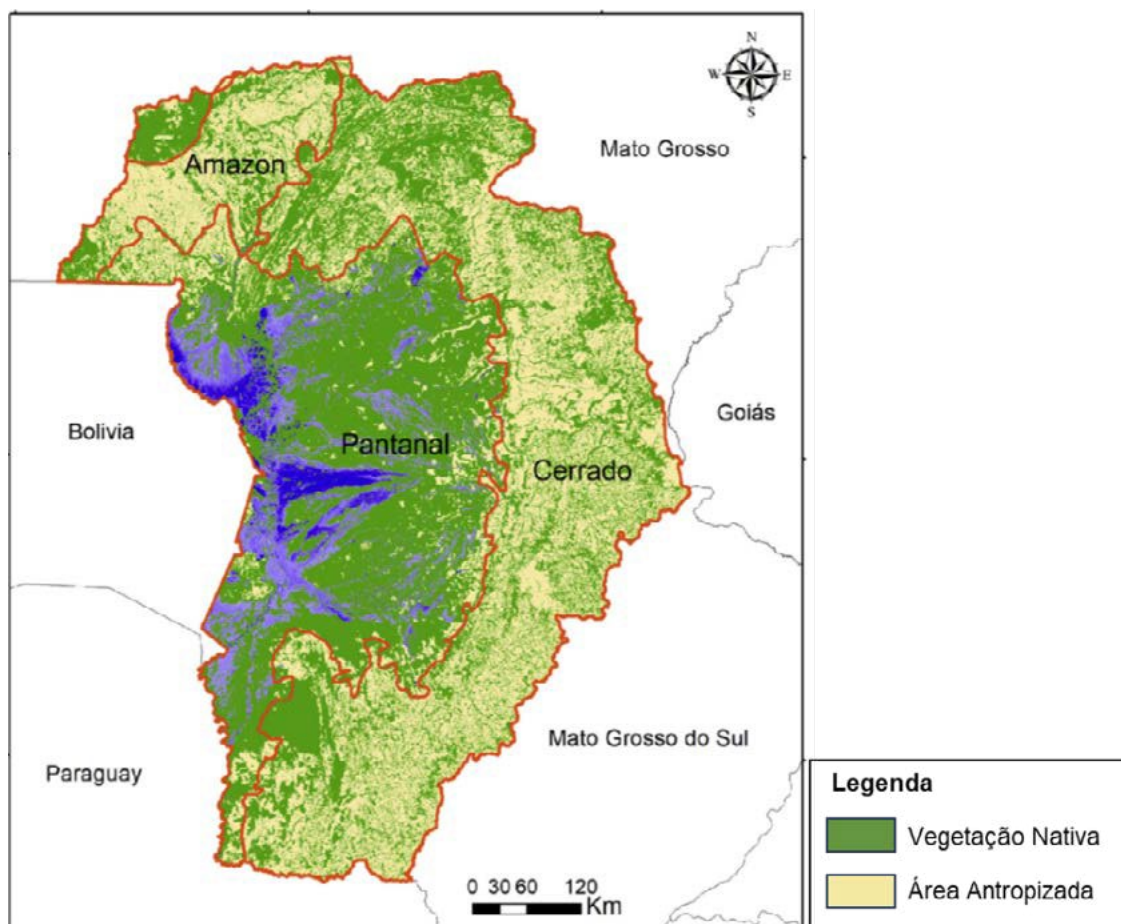 N
W E
S
Mato Grosso
Amazon
Goiás
Bolivia
Pantanal
Cerrado
Mato Grosso do Sul
Paraguay
Legenda
Vegetação Nativa
Área Antropizada
0 30 60 120
Km